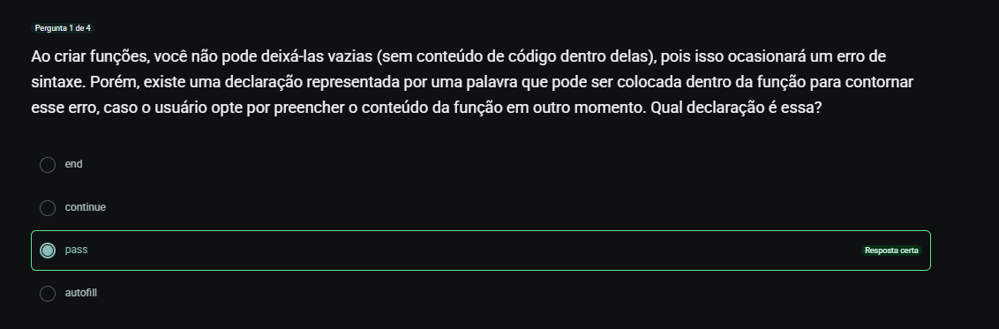 Pergunta 1 de 4
Ao criar funções, você não pode deixá-las vazias (sem conteúdo de código dentro delas), pois isso ocasionará um erro de
sintaxe. Porém, existe uma declaração representada por uma palavra que pode ser colocada dentro da função para contornar
esse erro, caso o usuário opte por preencher o conteúdo da função em outro momento. Qual declaração é essa?
end
continue
pass Resposta certa
autofill